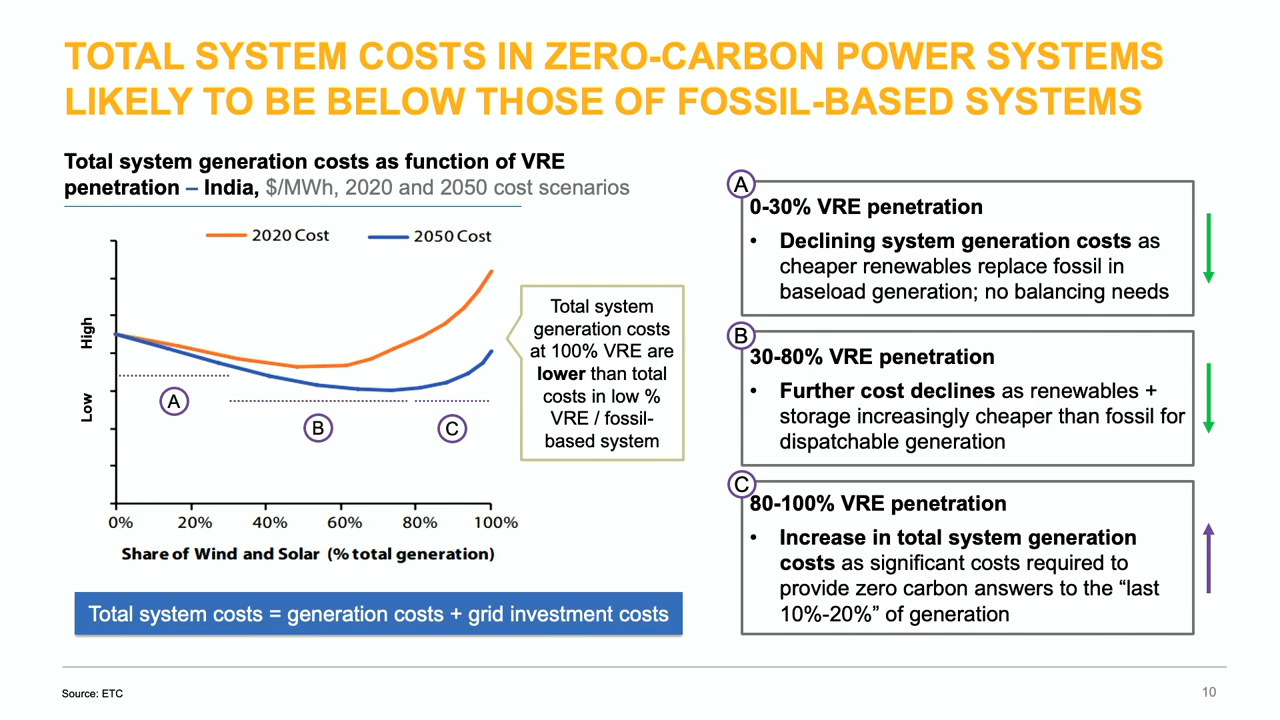 TOTAL SYSTEM COSTS IN ZERO-CARBON POWER SYSTEMS
LIKELY TO BE BELOW THOSE OF FOSSIL-BASED SYSTEMS
Total system generation costs as function of VRE
penetration – India, $/MWh, 2020 and 2050 cost scenarios
2020 Cost
2050 Cost
High
Low
A
B
C
0%
20%
40%
60%
80%
100%
Share of Wind and Solar (% total generation)
Total system
generation costs
at 100% VRE are
lower than total
costs in low %
VRE / fossil-
based system
Total system costs = generation costs + grid investment costs
A
0-30% VRE penetration
• Declining system generation costs as
cheaper renewables replace fossil in
baseload generation; no balancing needs
B
30-80% VRE penetration
• Further cost declines as renewables +
storage increasingly cheaper than fossil for
dispatchable generation
C
80-100% VRE penetration
• Increase in total system generation
costs as significant costs required to
provide zero carbon answers to the “last
10%-20%” of generation
Source: ETC
10